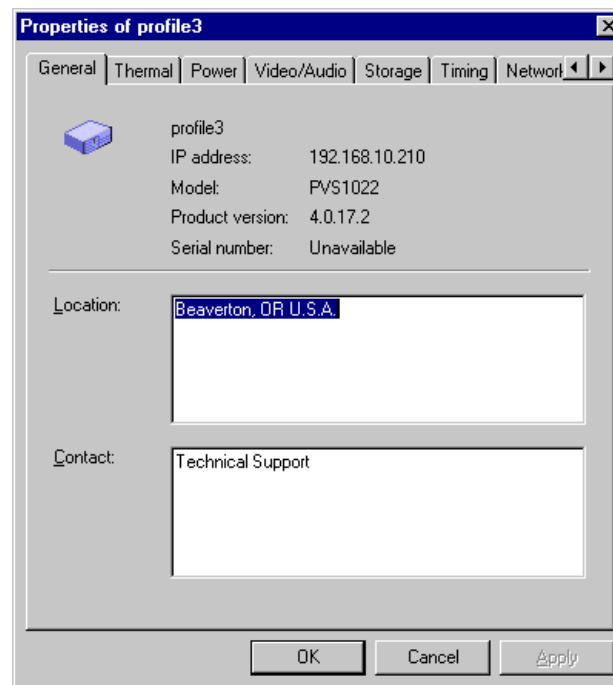 Properties of profile3
General Thermal Power Video/Audio Storage Timing Network
profile3
IP address: 192.168.10.210
Model: PVS1022
Product version: 4.0.17.2
Serial number: Unavailable
Location: Beaverton, OR U.S.A.
Contact: Technical Support
OK Cancel Apply